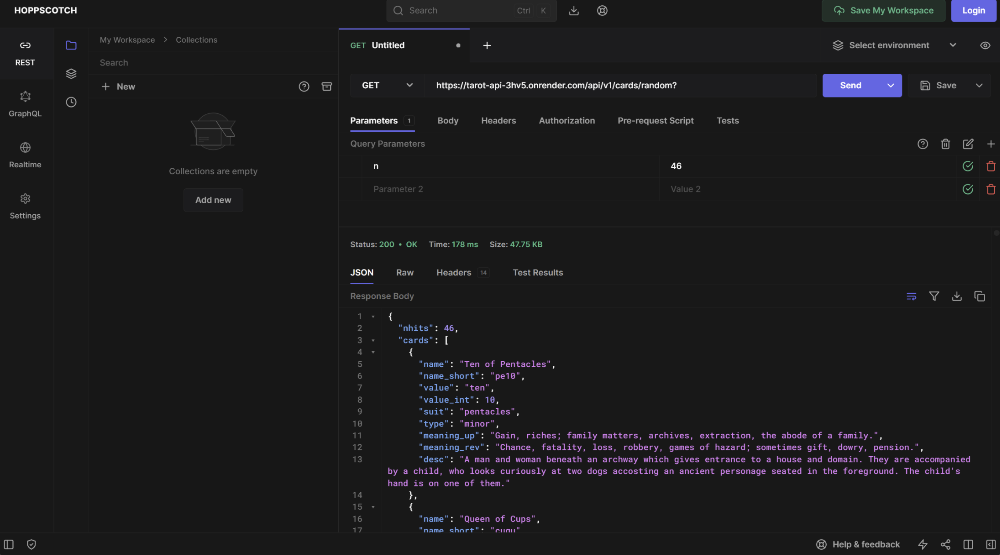 HOPPSCOTCH
Search Ctrl K
Save My Workspace
Login
REST
GraphQL
Realtime
Settings
My Workspace > Collections
Search
+ New
Collections are empty
Add new
GET Untitled
Select environment
GET https://tarot-api-3hv5.onrender.com/api/v1/cards/random?
Send
Save
Parameters 1 Body Headers Authorization Pre-request Script Tests
Query Parameters
n 46
Parameter 2 Value 2
Status: 200 • OK Time: 178 ms Size: 47.75 KB
JSON Raw Headers 14 Test Results
Response Body
1 {
2 "nhits": 46,
3 "cards": [
4 {
5 "name": "Ten of Pentacles",
6 "name_short": "pe10",
7 "value": "ten",
8 "value_int": 10,
9 "suit": "pentacles",
10 "type": "minor",
11 "meaning_up": "Gain, riches; family matters, archives, extraction, the abode of a family.",
12 "meaning_rev": "Chance, fatality, loss, robbery, games of hazard; sometimes gift, dowry, pension.",
13 "desc": "A man and woman beneath an archway which gives entrance to a house and domain. They are accompanied
by a child, who looks curiously at two dogs accosting an ancient personage seated in the foreground. The child's
hand is on one of them."
14 },
15 {
16 "name": "Queen of Cups",
17 "name_short": "cuqu"
Help & feedback